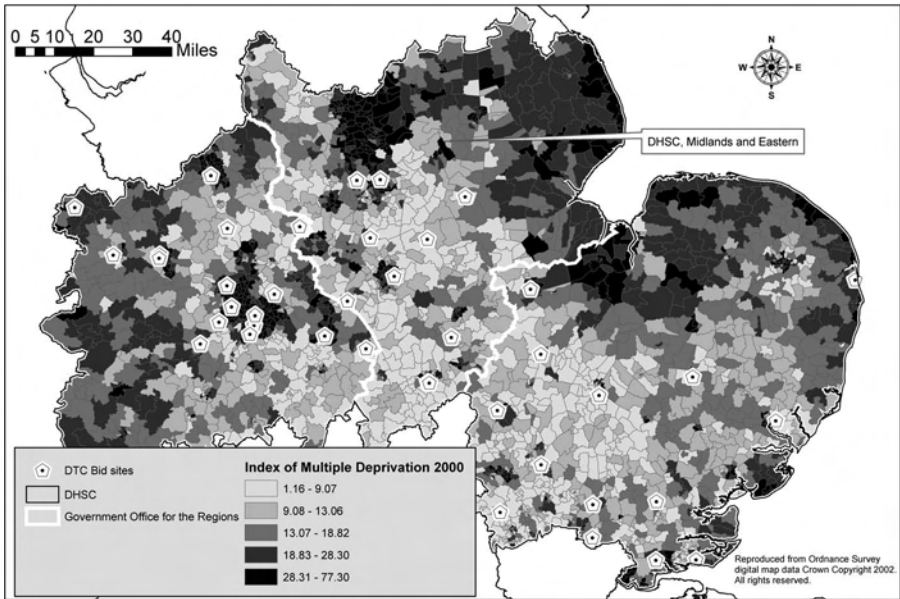 0 5 10 20 30 40
Miles
N
W E
S
DHSC, Midlands and Eastern
DTC Bid sites
DHSC
Government Office for the Regions
Index of Multiple Deprivation 2000
1.16 - 9.07
9.08 - 13.06
13.07 - 18.82
18.83 - 28.30
28.31 - 77.30
Reproduced from Ordnance Survey
digital map data Crown Copyright 2002.
All rights reserved.